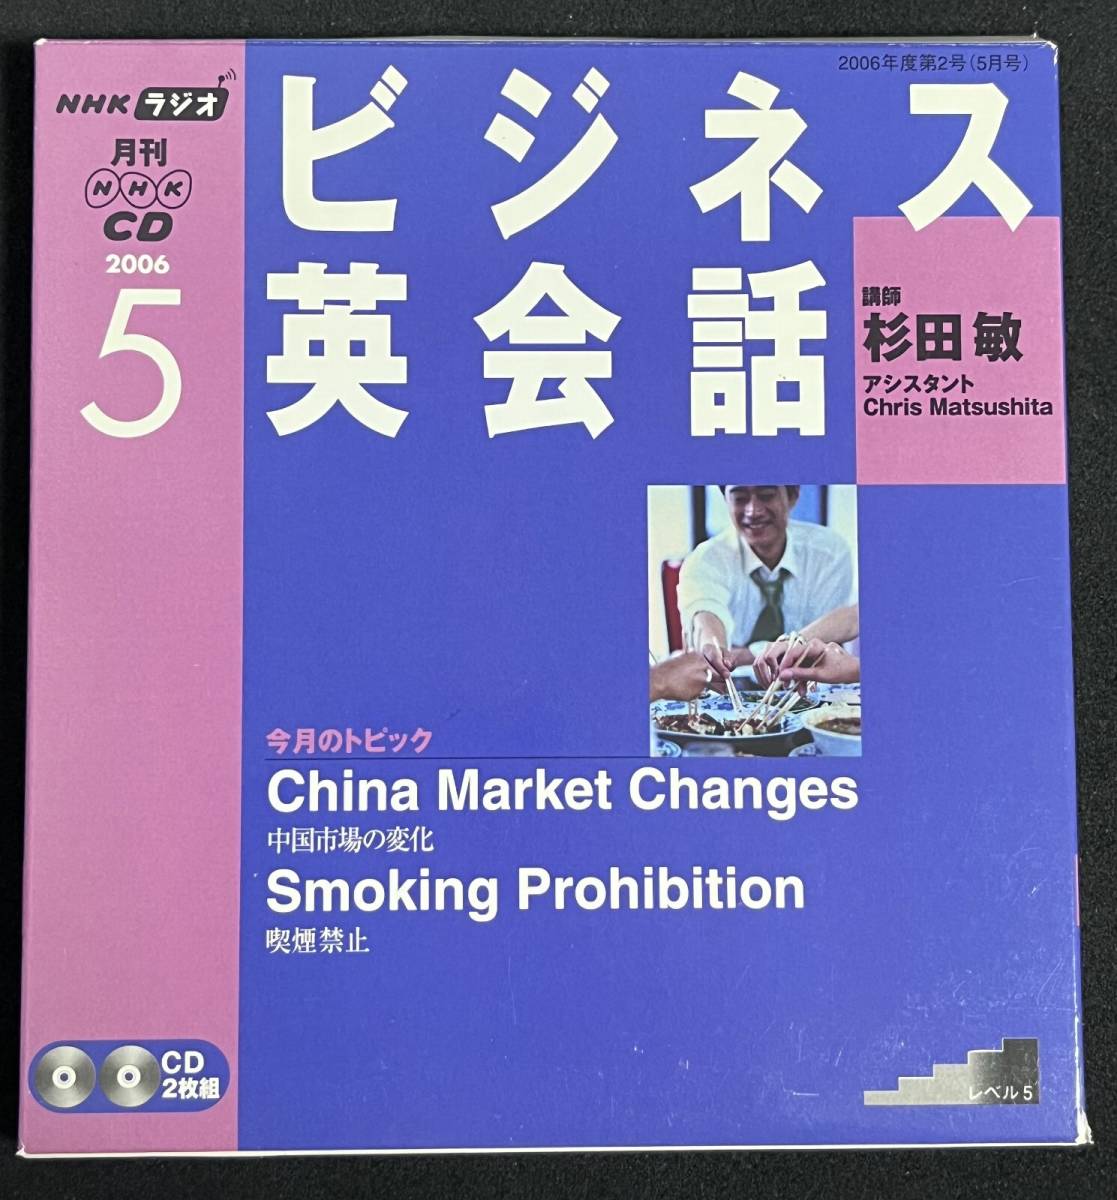 2006年度第2号(5月号)
NHKラジオ
月刊
NHK
CD
2006
5
ビジネス
英会話
講師
杉田 敏
アシスタント
Chris Matsushita
今月のトピック
China Market Changes
中国市場の変化
Smoking Prohibition
喫煙禁止
CD
2枚組
レベル 5